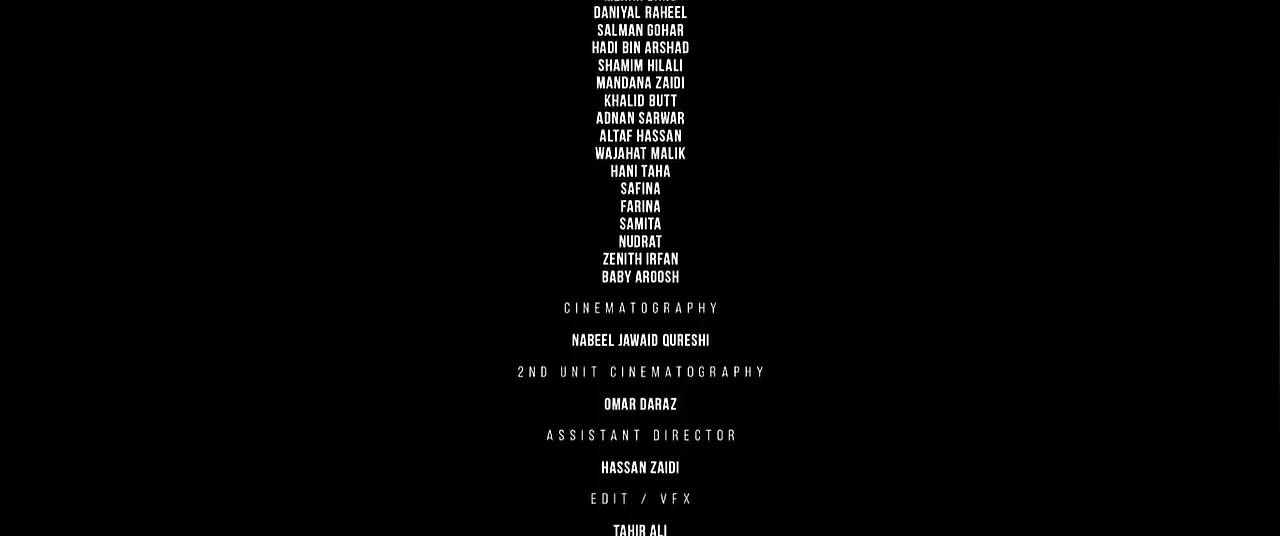 DANIYAL RAHEEL
SALMAN GOHAR
HADI BIN ARSHAD
SHAMIM HILALI
MANDANA ZAIDI
KHALID BUTT
ADNAN SARWAR
ALTAF HASSAN
WAJAHAT MALIK
HANI TAHA
SAFINA
FARINA
SAMITA
NUDRAT
ZENITH IRFAN
BABY AROOSH
CINEMATOGRAPHY
NABEEL JAWAID QURESHI
2ND UNIT CINEMATOGRAPHY
OMAR DARAZ
ASSISTANT DIRECTOR
HASSAN ZAIDI
EDIT / VFX
TAHIR ALI